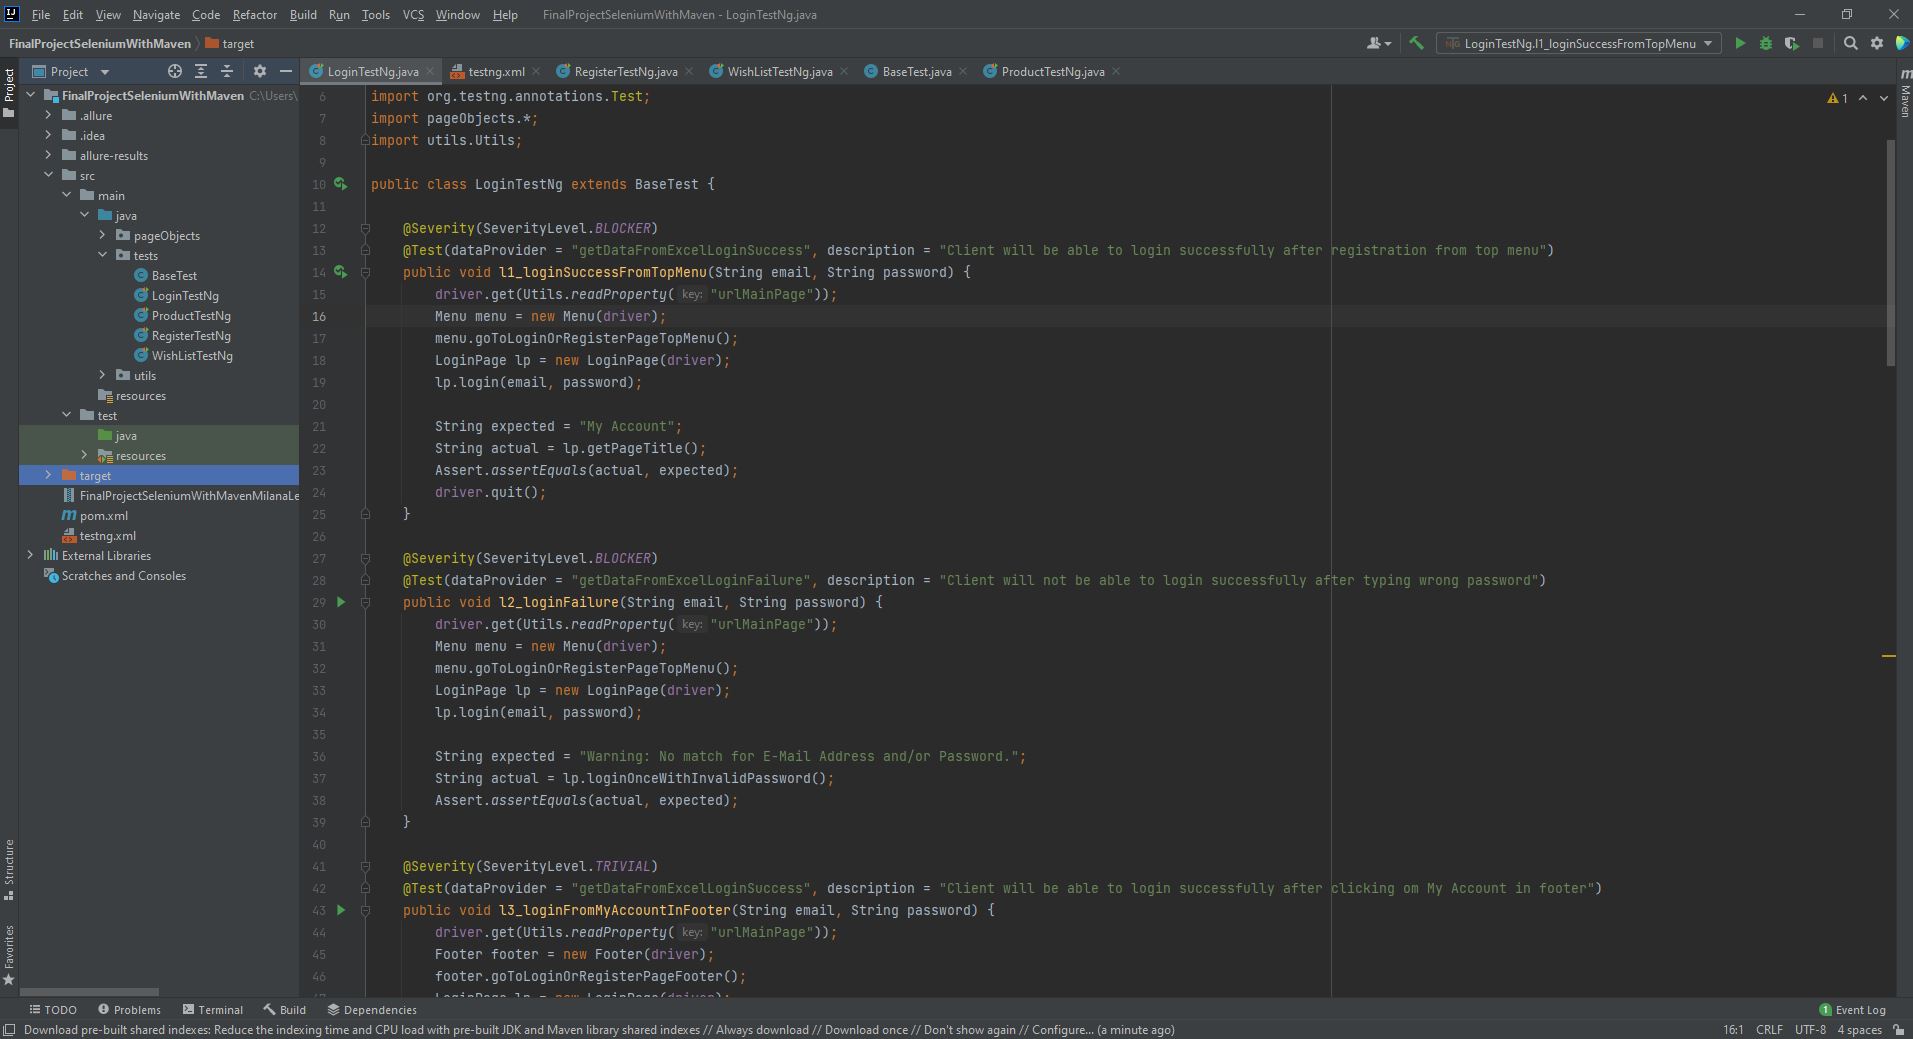 File Edit View Navigate Code Refactor Build Run Tools VCS Window Help FinalProjectSeleniumWithMaven - LoginTestNg.java
FinalProjectSeleniumWithMaven target
LoginTestNg.l1_loginSuccessFromTopMenu
Project
LoginTestNg.java testng.xml RegisterTestNg.java WishListTestNg.java BaseTest.java ProductTestNg.java
Project
Structure
Favorites
FinalProjectSeleniumWithMaven C:\Users\
.allure
.idea
allure-results
src
main
java
pageObjects
tests
BaseTest
LoginTestNg
ProductTestNg
RegisterTestNg
WishListTestNg
utils
resources
test
java
resources
target
FinalProjectSeleniumWithMavenMilanaLe
pom.xml
testng.xml
External Libraries
Scratches and Consoles
6 import org.testng.annotations.Test;
7 import pageObjects.*;
8 import utils.Utils;
9
10 public class LoginTestNg extends BaseTest {
11
12 @Severity(SeverityLevel.BLOCKER)
13 @Test(dataProvider = "getDataFromExcelLoginSuccess", description = "Client will be able to login successfully after registration from top menu")
14 public void l1_loginSuccessFromTopMenu(String email, String password) {
15 driver.get(Utils.readProperty( key: "urlMainPage"));
16 Menu menu = new Menu(driver);
17 menu.goToLoginOrRegisterPageTopMenu();
18 LoginPage lp = new LoginPage(driver);
19 lp.login(email, password);
20
21 String expected = "My Account";
22 String actual = lp.getPageTitle();
23 Assert.assertEquals(actual, expected);
24 driver.quit();
25 }
26
27 @Severity(SeverityLevel.BLOCKER)
28 @Test(dataProvider = "getDataFromExcelLoginFailure", description = "Client will not be able to login successfully after typing wrong password")
29 public void l2_loginFailure(String email, String password) {
30 driver.get(Utils.readProperty( key: "urlMainPage"));
31 Menu menu = new Menu(driver);
32 menu.goToLoginOrRegisterPageTopMenu();
33 LoginPage lp = new LoginPage(driver);
34 lp.login(email, password);
35
36 String expected = "Warning: No match for E-Mail Address and/or Password.";
37 String actual = lp.loginOnceWithInvalidPassword();
38 Assert.assertEquals(actual, expected);
39 }
40
41 @Severity(SeverityLevel.TRIVIAL)
42 @Test(dataProvider = "getDataFromExcelLoginSuccess", description = "Client will be able to login successfully after clicking om My Account in footer")
43 public void l3_loginFromMyAccountInFooter(String email, String password) {
44 driver.get(Utils.readProperty( key: "urlMainPage"));
45 Footer footer = new Footer(driver);
46 footer.goToLoginOrRegisterPageFooter();
47 LoginPage lp = new LoginPage(driver);
1
m
Maven
TODO Problems Terminal Build Dependencies 1 Event Log
Download pre-built shared indexes: Reduce the indexing time and CPU load with pre-built JDK and Maven library shared indexes // Always download // Download once // Don't show again // Configure... (a minute ago) 16:1 CRLF UTF-8 4 spaces